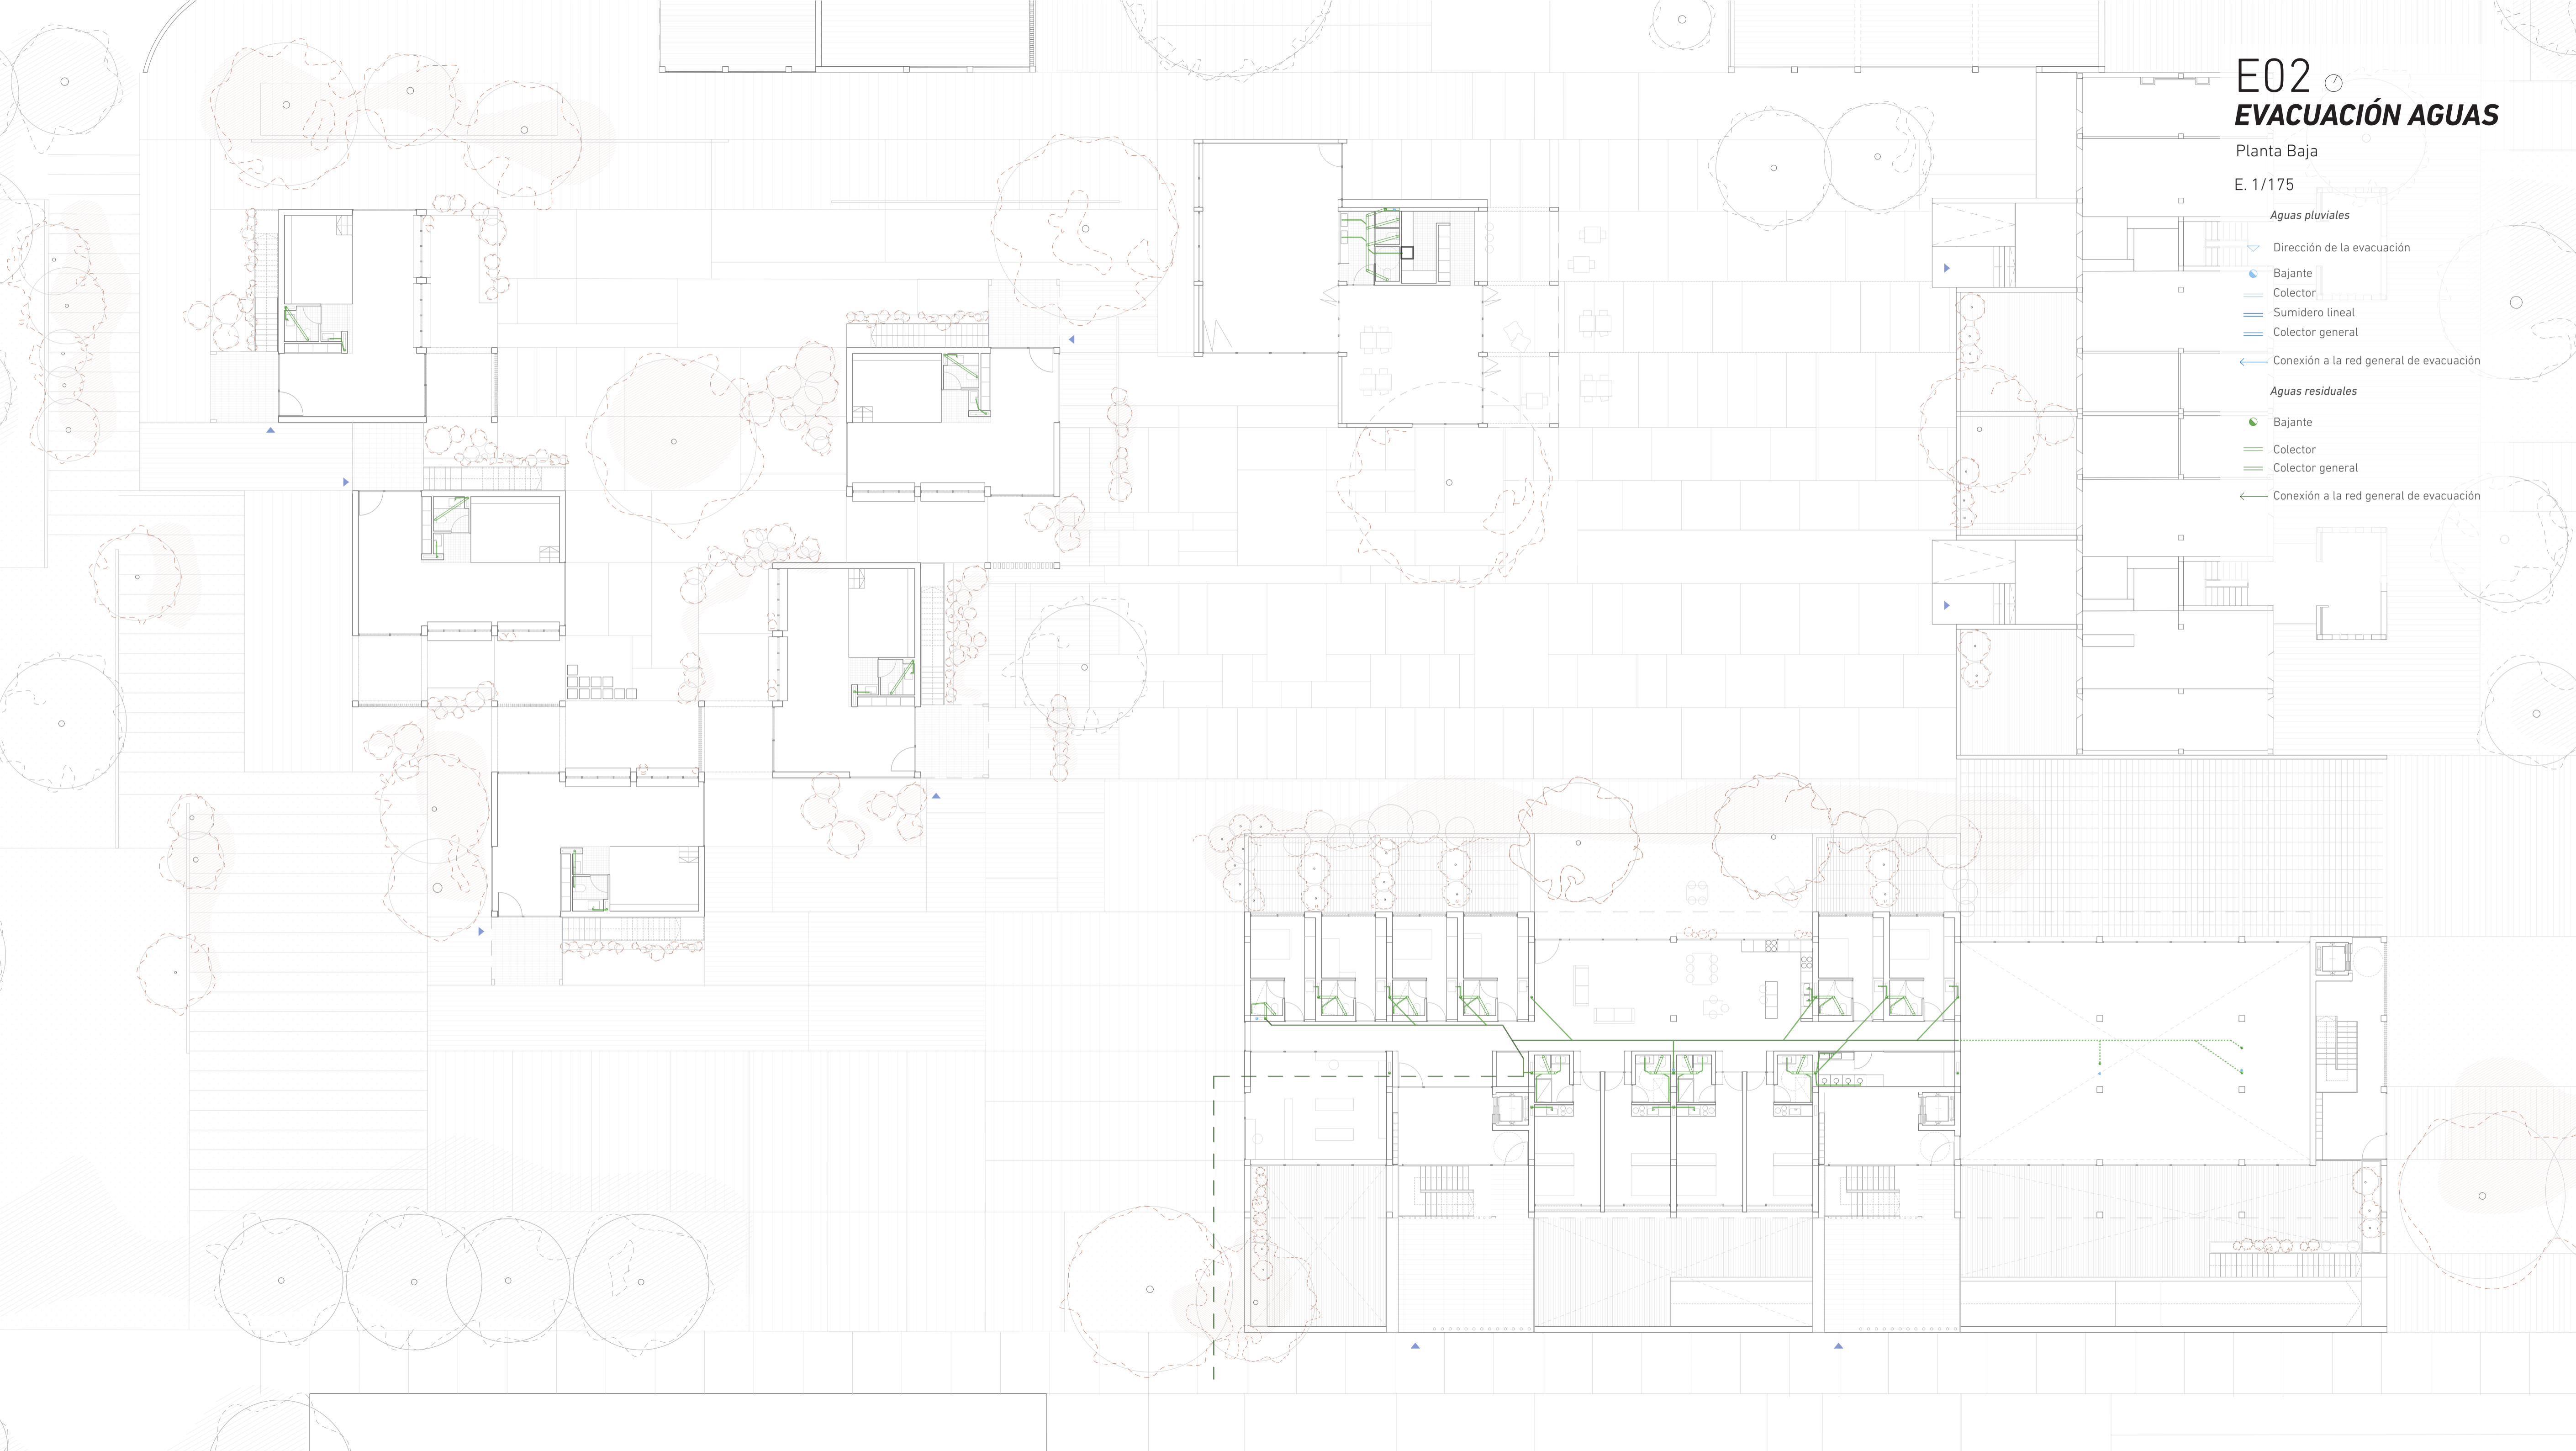 E02
EVACUACIÓN AGUAS
Planta Baja
E. 1/175
Aguas pluviales
Dirección de la evacuación
Bajante
Colector
Sumidero lineal
Colector general
Conexión a la red general de evacuación
Aguas residuales
Bajante
Colector
Colector general
Conexión a la red general de evacuación